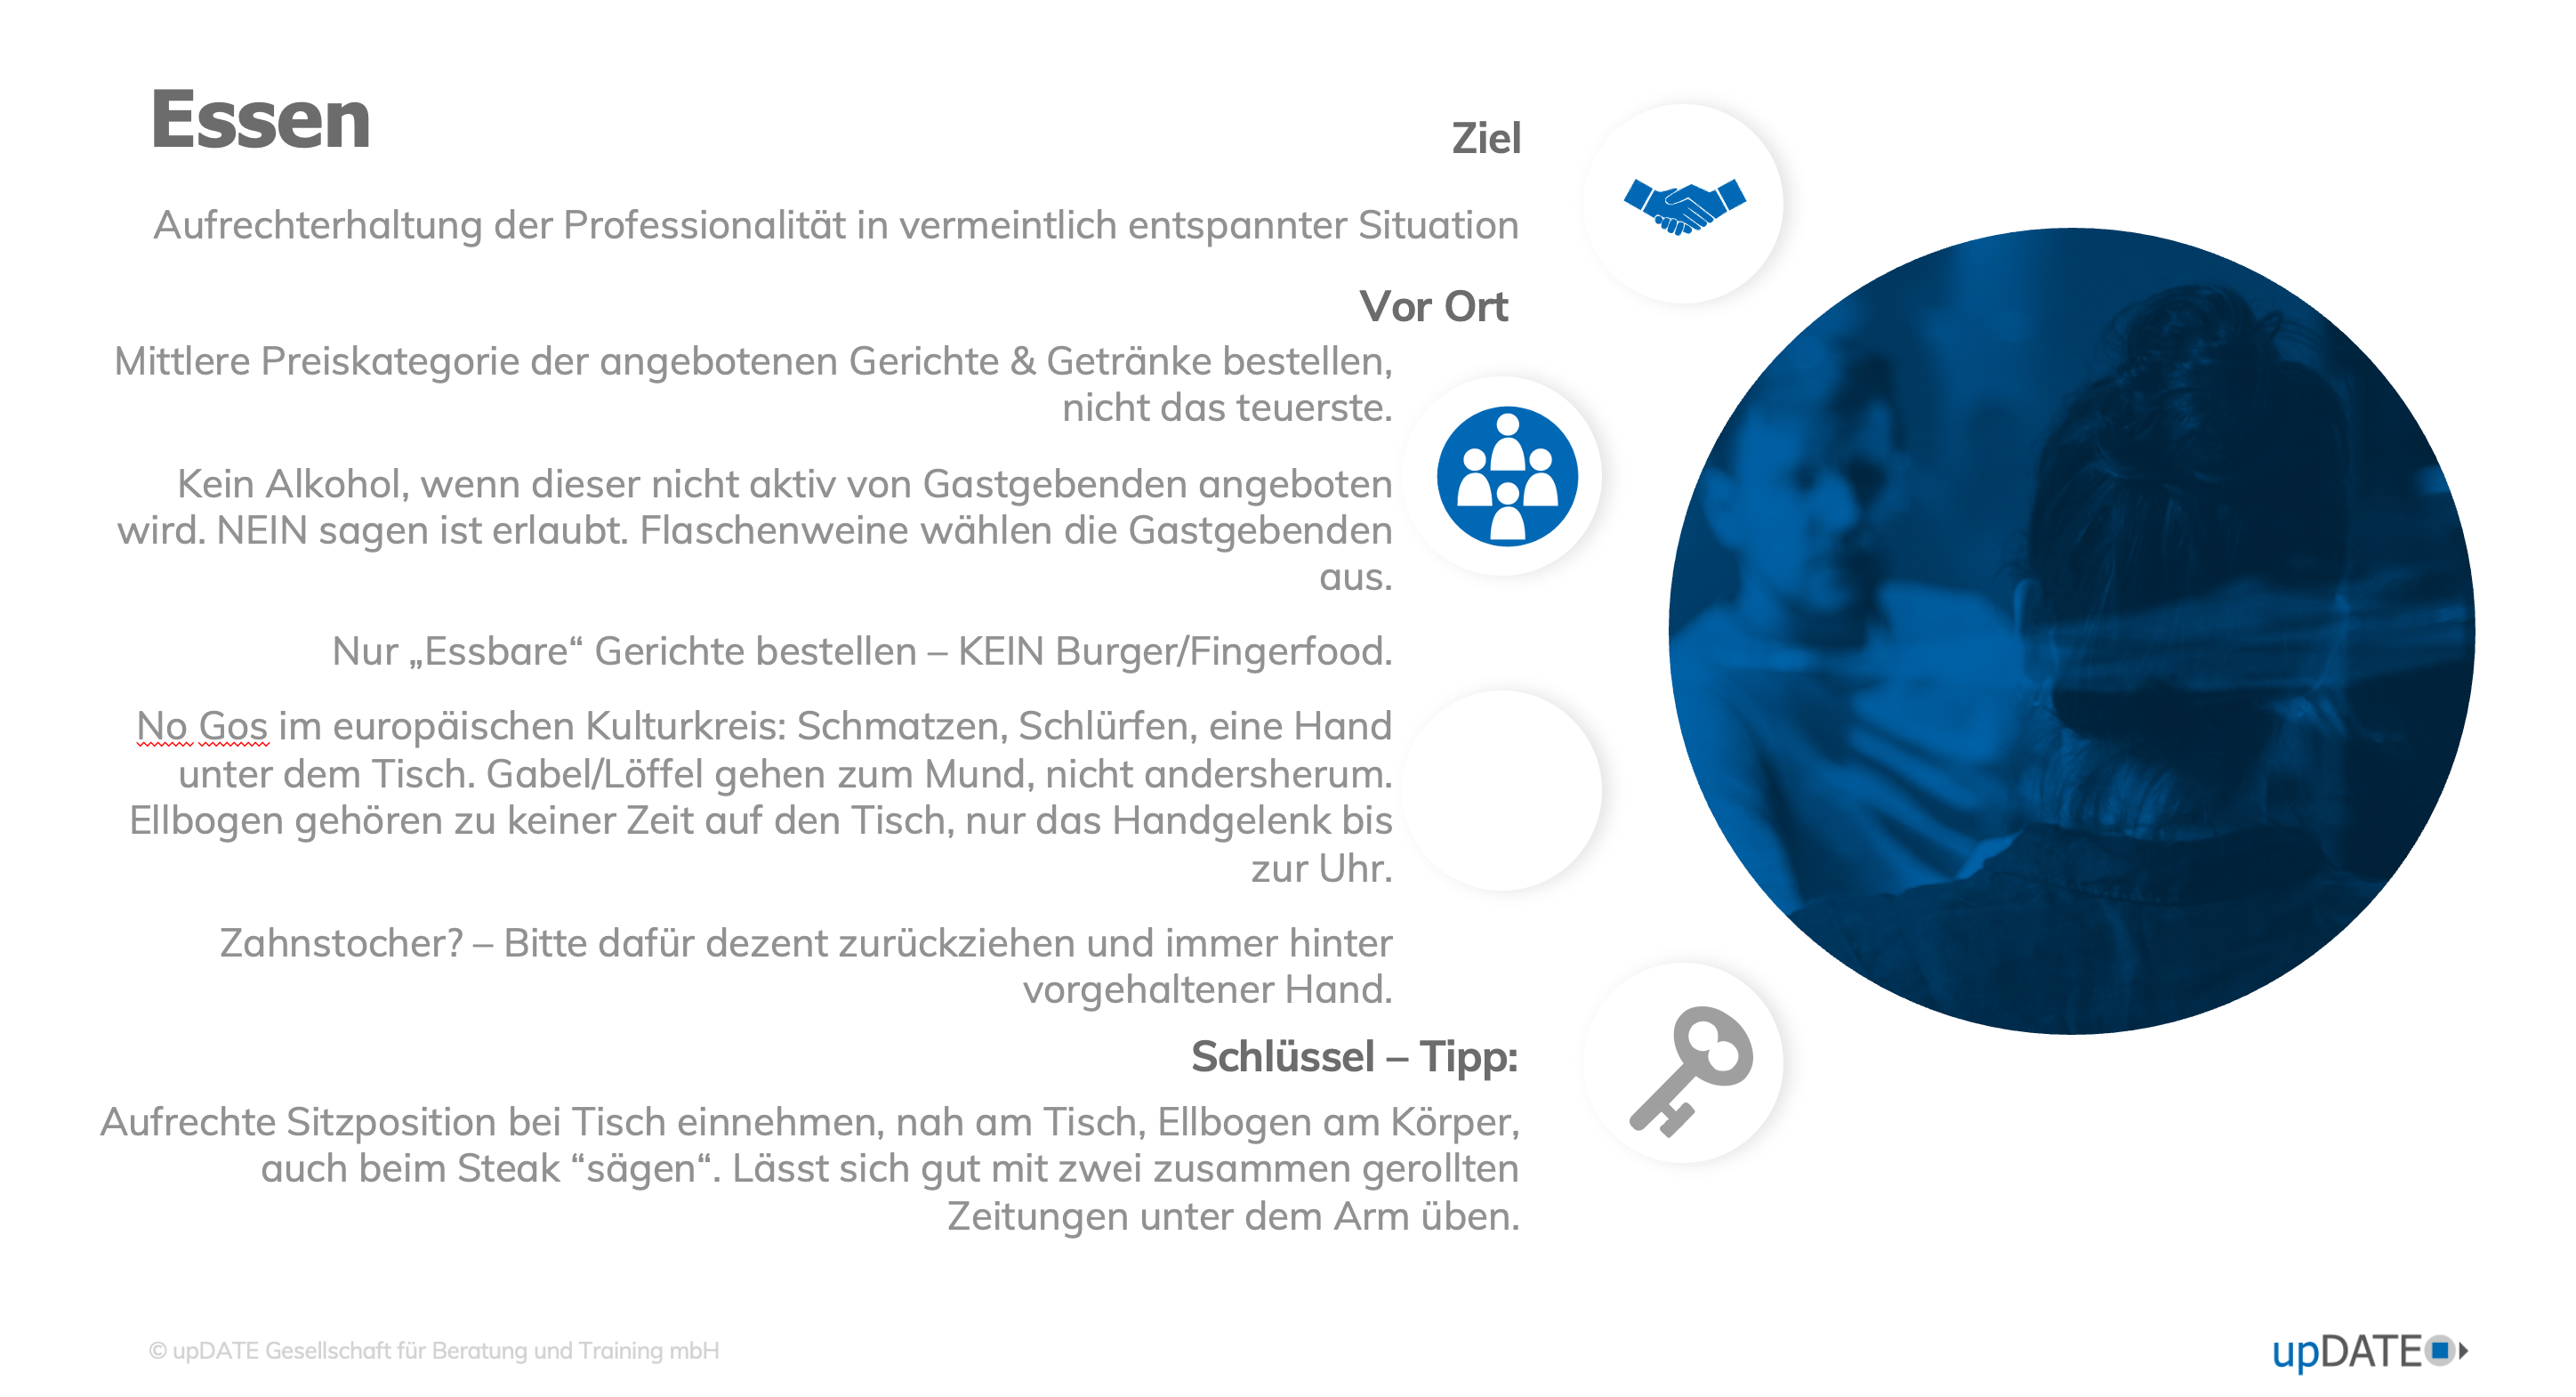 Essen
Ziel
Aufrechterhaltung der Professionalität in vermeintlich entspannter Situation
Vor Ort
Mittlere Preiskategorie der angebotenen Gerichte & Getränke bestellen,
nicht das teuerste.
Kein Alkohol, wenn dieser nicht aktiv von Gastgebenden angeboten
wird. NEIN sagen ist erlaubt. Flaschenweine wählen die Gastgebenden
aus.
Nur „Essbare“ Gerichte bestellen – KEIN Burger/Fingerfood.
No Gos im europäischen Kulturkreis: Schmatzen, Schlürfen, eine Hand
unter dem Tisch. Gabel/Löffel gehen zum Mund, nicht andersherum.
Ellbogen gehören zu keiner Zeit auf den Tisch, nur das Handgelenk bis
zur Uhr.
Zahnstocher? – Bitte dafür dezent zurückziehen und immer hinter
vorgehaltener Hand.
Schlüssel – Tipp:
Aufrechte Sitzposition bei Tisch einnehmen, nah am Tisch, Ellbogen am Körper,
auch beim Steak “sägen“. Lässt sich gut mit zwei zusammen gerollten
Zeitungen unter dem Arm üben.
© upDATE Gesellschaft für Beratung und Training mbH
upDATE